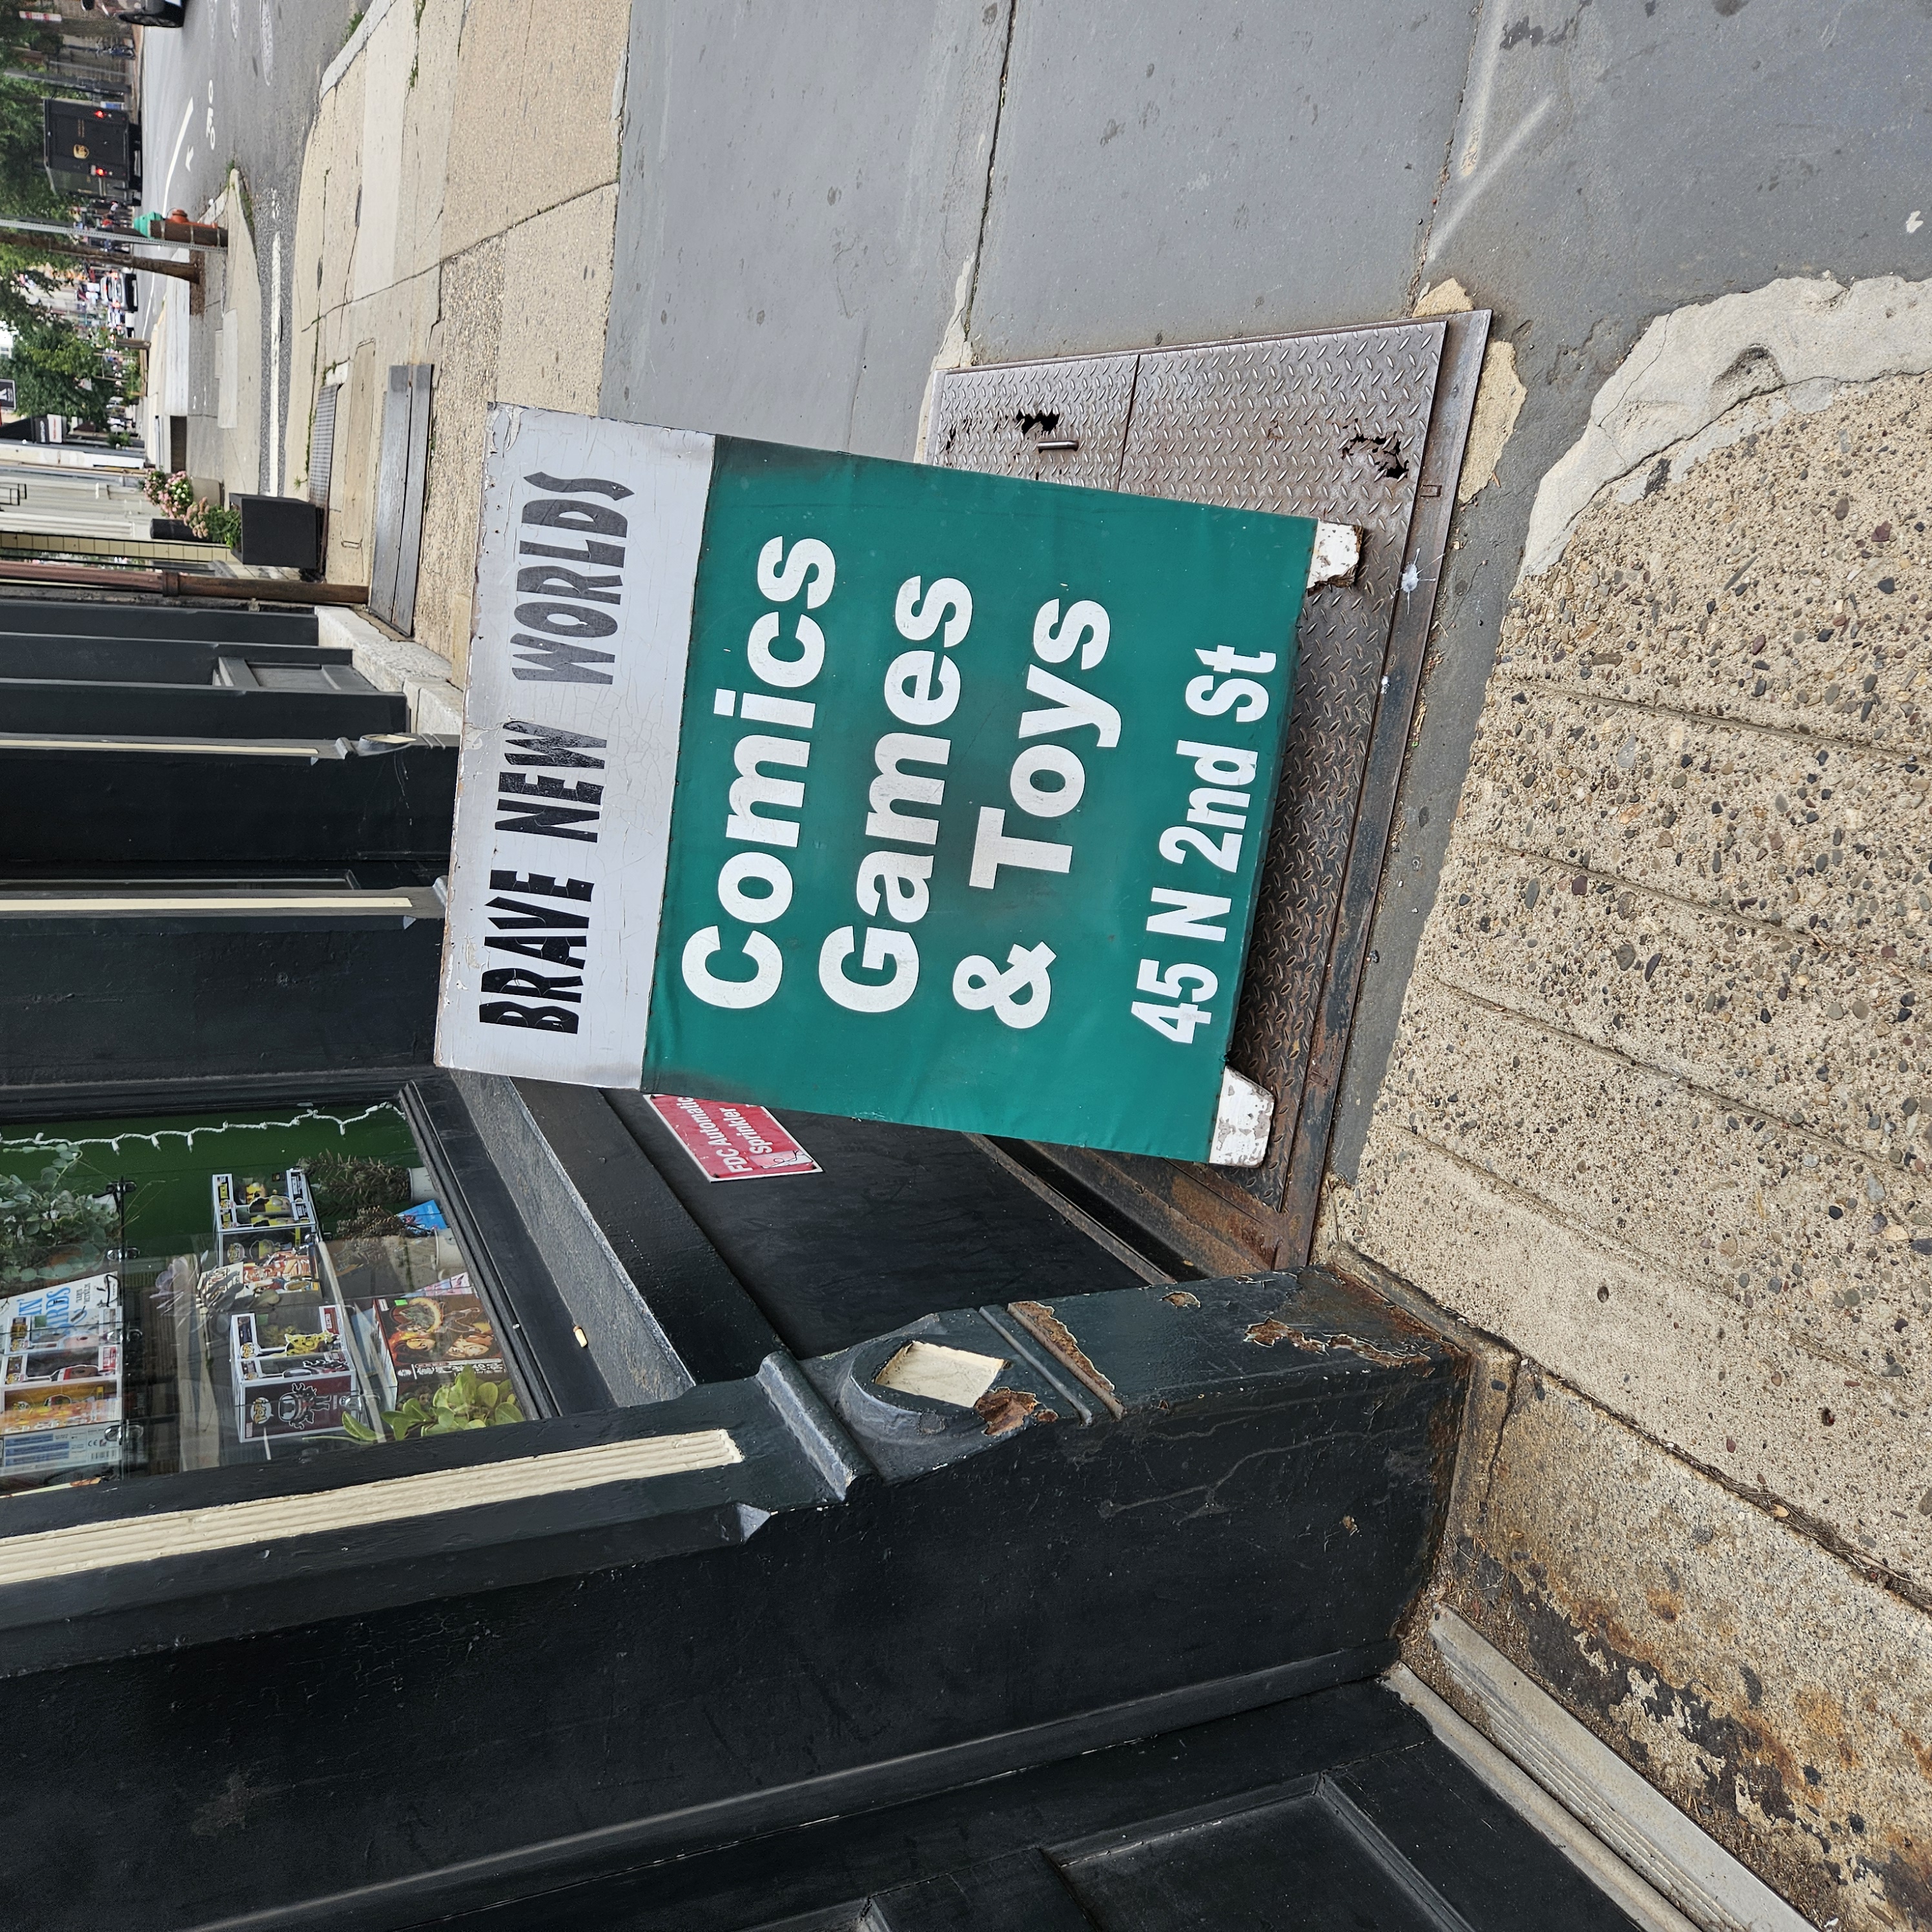 BRAVE NEW WORLDS
Comics
Games
& Toys
45 N 2nd St
FDC Automatic
Sprinkler